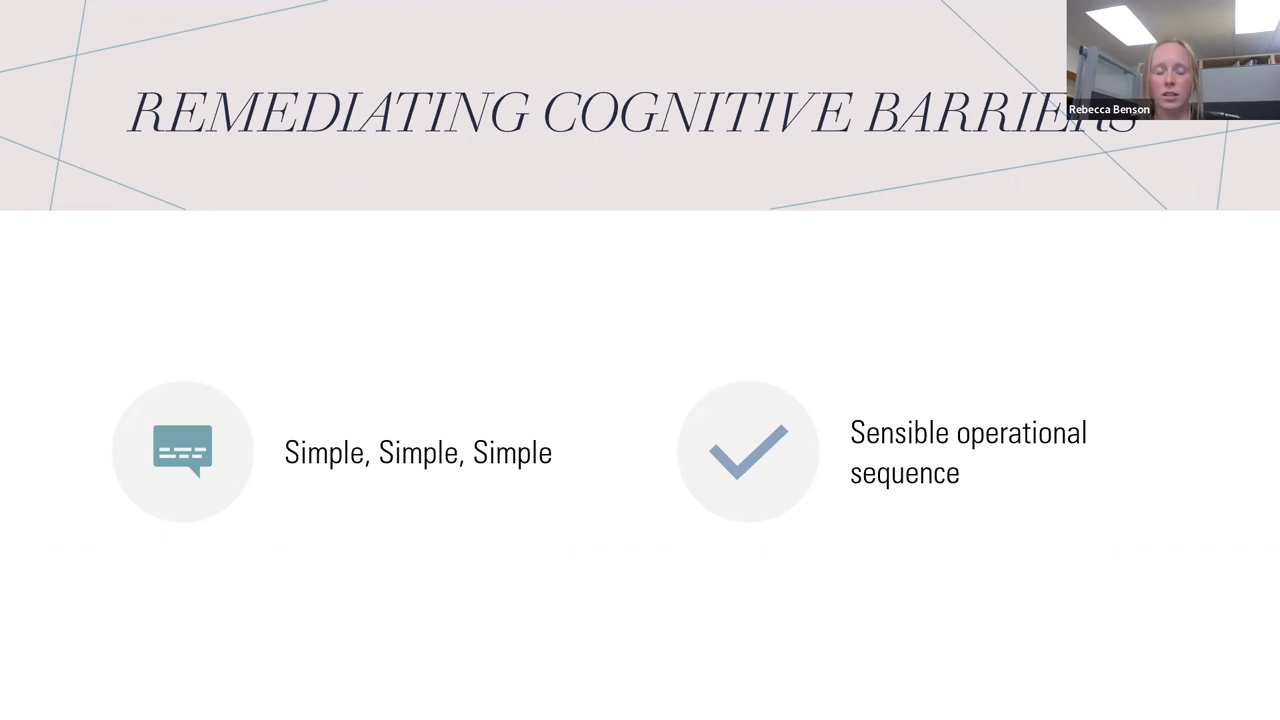 REMEDIATING COGNITIVE BARRIERS
Rebecca Benson
Simple, Simple, Simple
Sensible operational
sequence